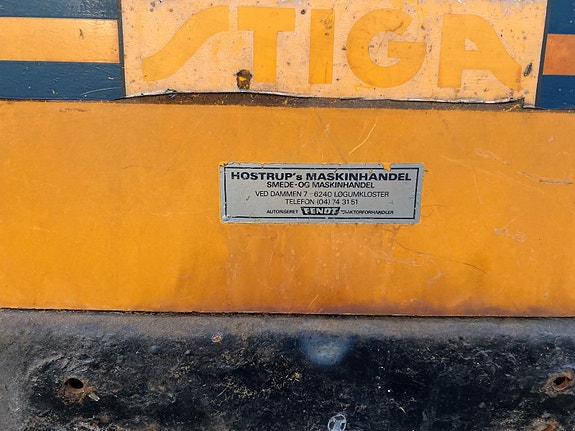 STIGA
HOSTRUP's MASKINHANDEL
SMEDE-OG MASKINHANDEL
VED DAMMEN 7 · 6240 LØGUMKLOSTER
TELEFON (04) 74 31 51
AUTORISERET FENDT TRAKTORFORHANDLER